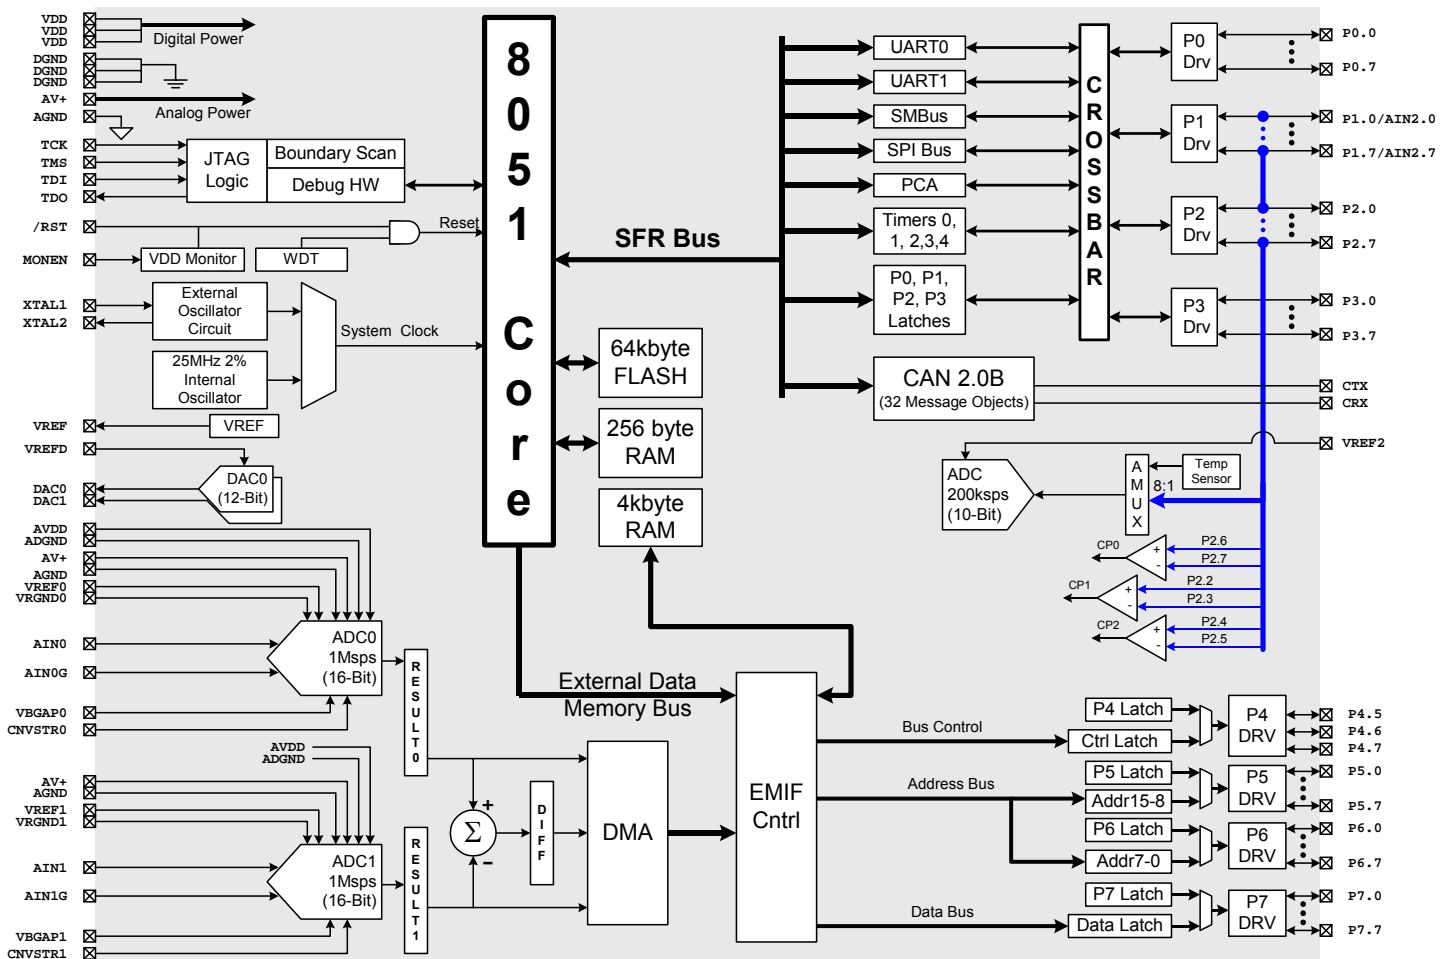 VDD
VDD
VDD
Digital Power
DGND
DGND
DGND
AV+
Analog Power
AGND
TCK
TMS
TDI
TDO
JTAG
Logic
Boundary Scan
Debug HW
/RST
Reset
MONEN
VDD Monitor
WDT
XTAL1
XTAL2
External
Oscillator
Circuit
System Clock
25MHz 2%
Internal
Oscillator
VREF
VREF
VREFD
DAC0
DAC1
DAC0
(12-Bit)
AVDD
ADGND
AV+
AGND
VREF0
VRGND0
AIN0
AIN0G
ADC0
1Msps
(16-Bit)
VBGAP0
CNVSTR0
RESULT0
AVDD
ADGND
AV+
AGND
VREF1
VRGND1
AIN1
AIN1G
ADC1
1Msps
(16-Bit)
VBGAP1
CNVSTR1
RESULT1
+
Σ
−
DIFF
DMA
8051 Core
SFR Bus
64kbyte
FLASH
256 byte
RAM
4kbyte
RAM
External Data
Memory Bus
EMIF
Cntrl
UART0
UART1
SMBus
SPI Bus
PCA
Timers 0,
1, 2,3,4
P0, P1,
P2, P3
Latches
CAN 2.0B
(32 Message Objects)
CROSSBAR
P0
Drv
P1
Drv
P2
Drv
P3
Drv
P0.0
P0.7
P1.0/AIN2.0
P1.7/AIN2.7
P2.0
P2.7
P3.0
P3.7
CTX
CRX
VREF2
ADC
200ksps
(10-Bit)
AMUX
8:1
Temp
Sensor
CP0
+
-
P2.6
P2.7
CP1
+
-
P2.2
P2.3
CP2
+
-
P2.4
P2.5
Bus Control
P4 Latch
Ctrl Latch
P4
DRV
P4.5
P4.6
P4.7
Address Bus
P5 Latch
Addr15-8
P5
DRV
P5.0
P5.7
P6 Latch
Addr7-0
P6
DRV
P6.0
P6.7
Data Bus
P7 Latch
Data Latch
P7
DRV
P7.0
P7.7